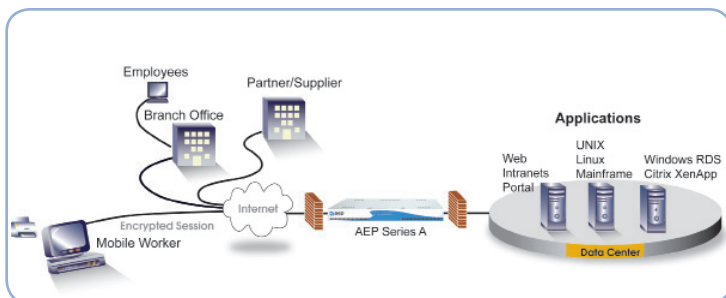 Employees
Branch Office
Partner/Supplier
Applications
Web
Intranets
Portal
UNIX
Linux
Mainframe
Windows RDS
Citrix XenApp
Internet
Encrypted Session
Mobile Worker
AEP Series A
Data Center